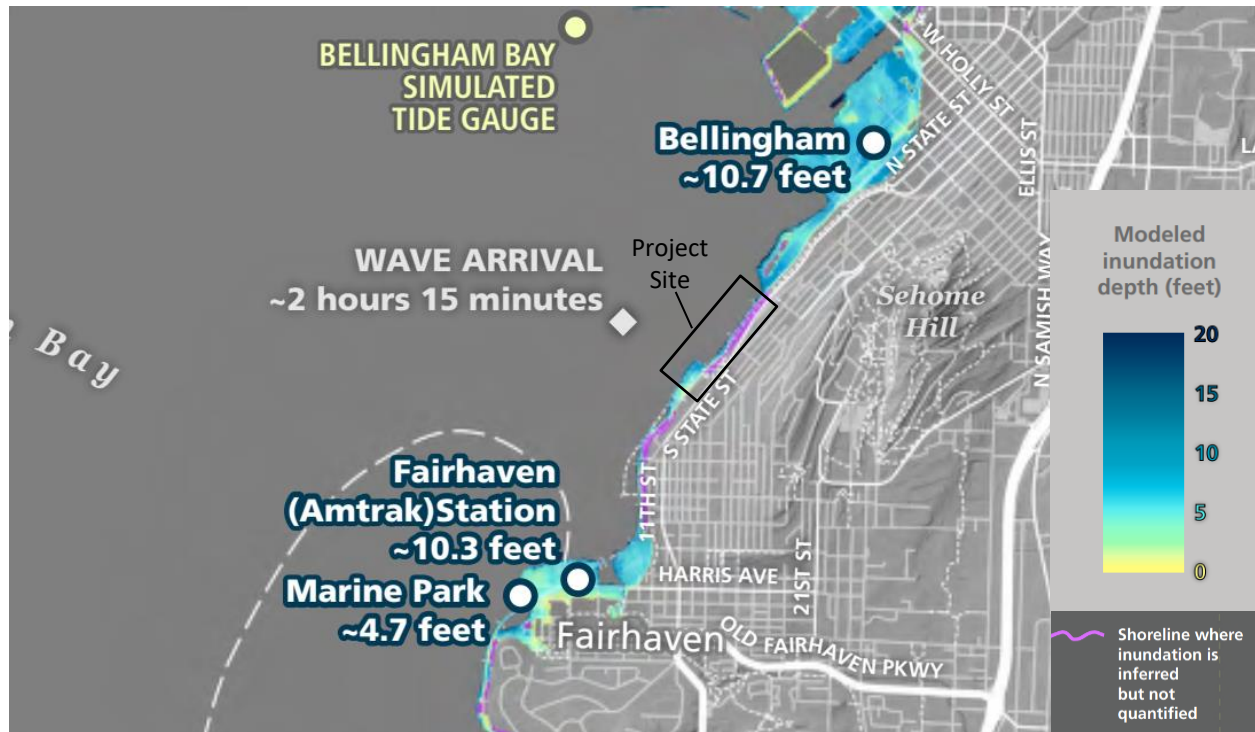 BELLINGHAM BAY
SIMULATED
TIDE GAUGE
W HOLLY ST
Bellingham
~10.7 feet
N STATE ST
ELLIS ST
Project
Site
WAVE ARRIVAL
~2 hours 15 minutes
Sehome
Hill
N SAMISH WAY
Bay
S STATE ST
Fairhaven
(Amtrak)Station
~10.3 feet
11TH ST
Marine Park
~4.7 feet
HARRIS AVE
21ST ST
Fairhaven
OLD FAIRHAVEN PKWY
Modeled
inundation
depth (feet)
20
15
10
5
0
Shoreline where
inundation is
inferred
but not
quantified